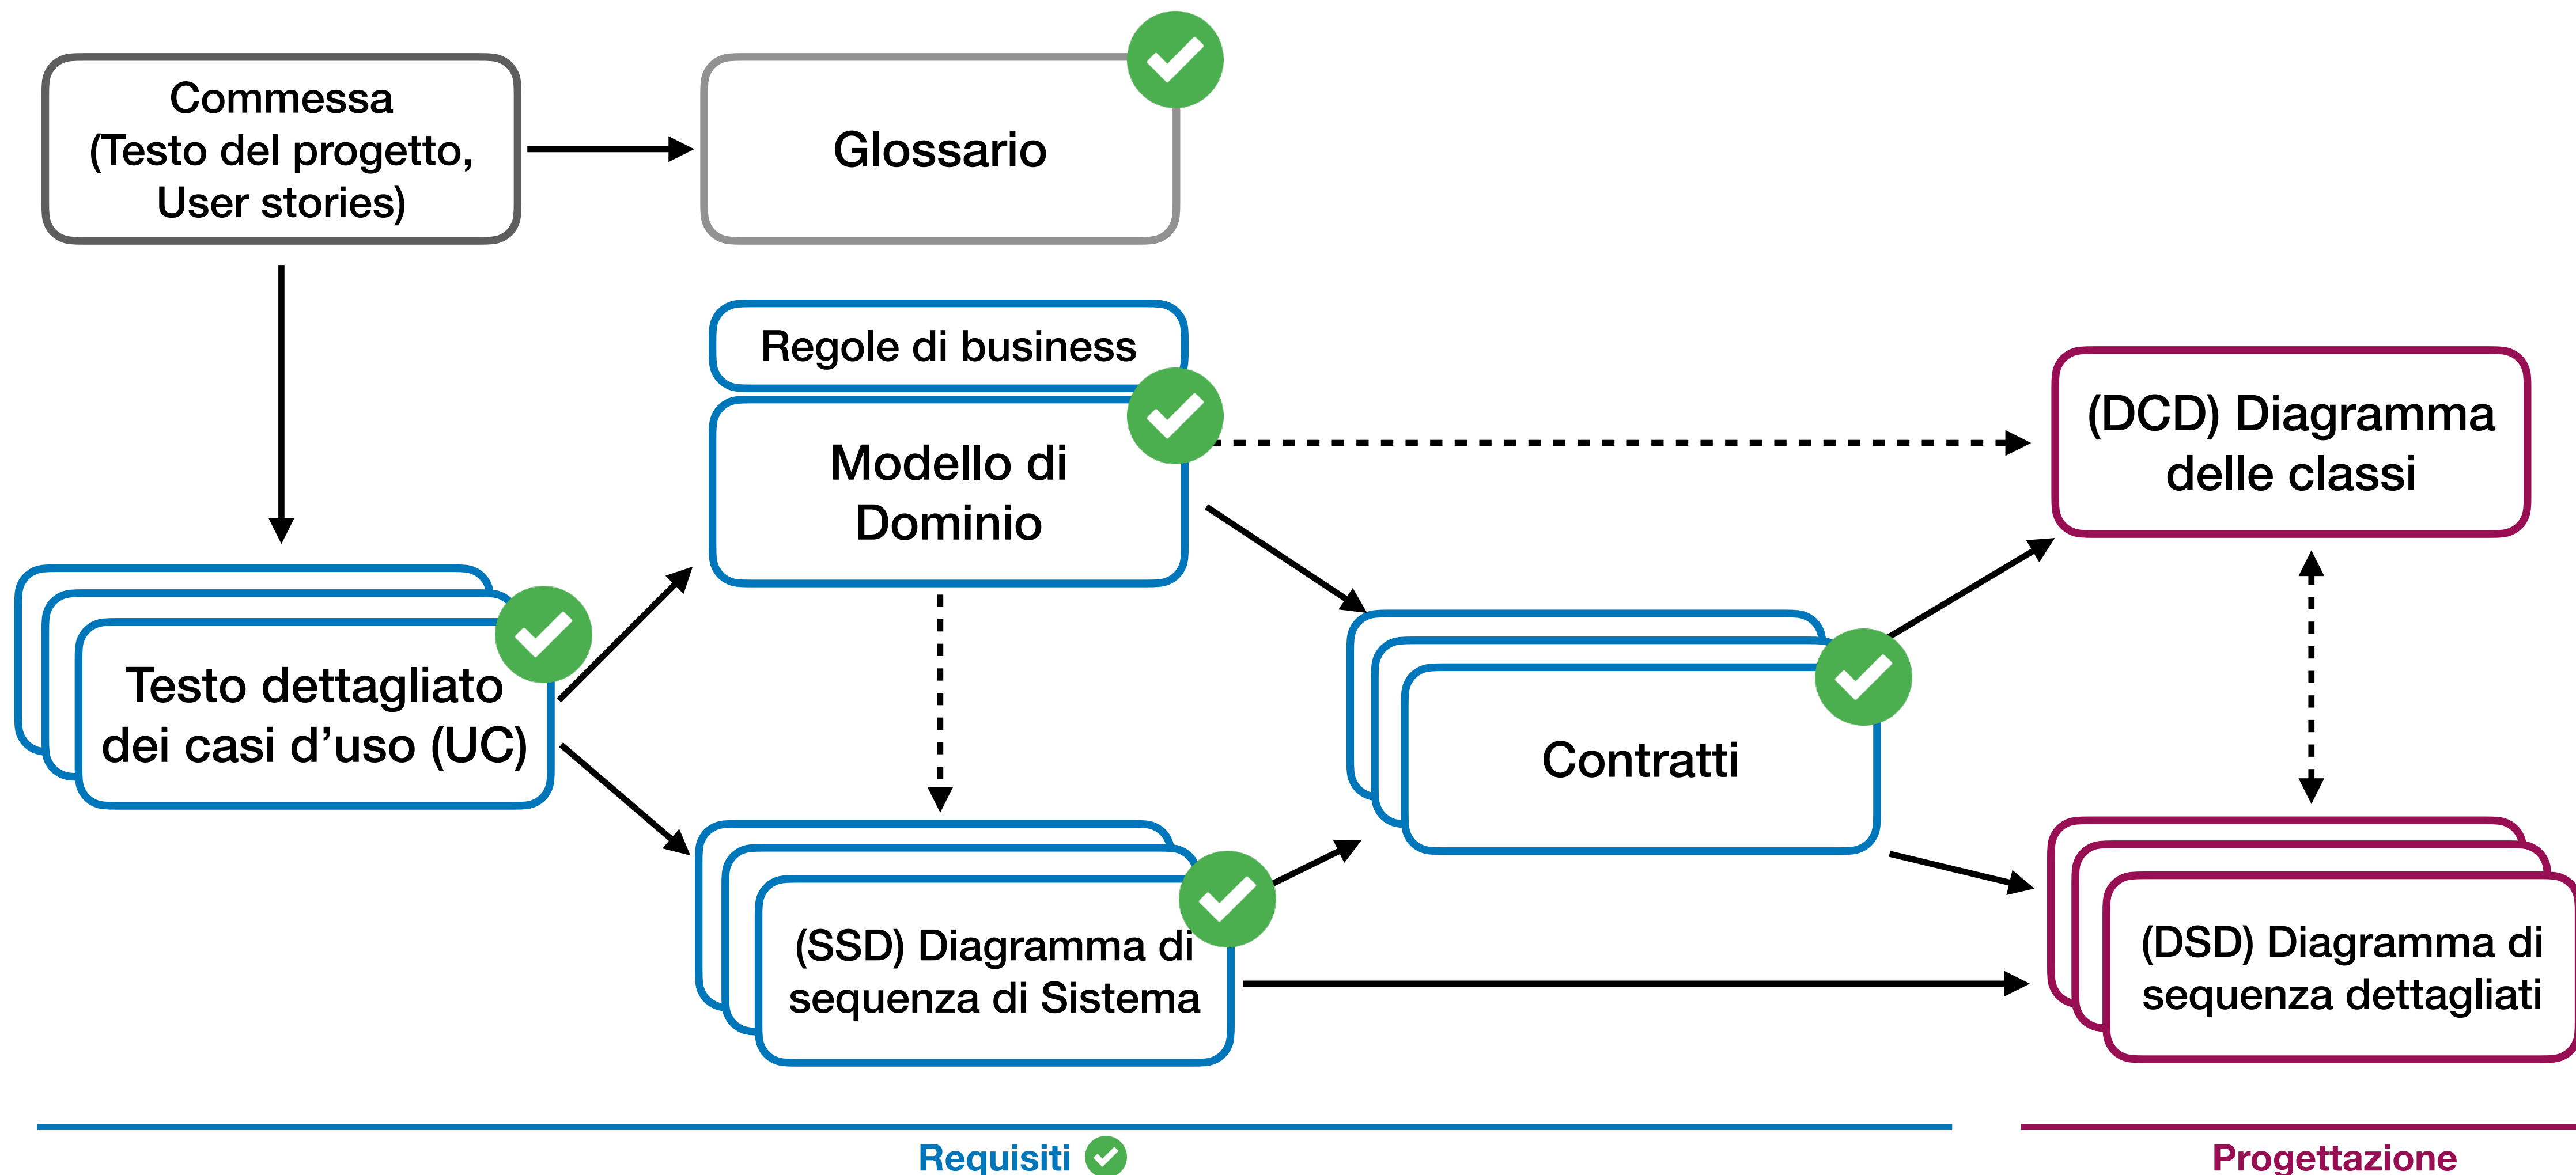 Commessa
(Testo del progetto,
User stories)
Glossario
Regole di business
Modello di
Dominio
(DCD) Diagramma
delle classi
Testo dettagliato
dei casi d’uso (UC)
Contratti
(SSD) Diagramma di
sequenza di Sistema
(DSD) Diagramma di
sequenza dettagliati
Requisiti
Progettazione